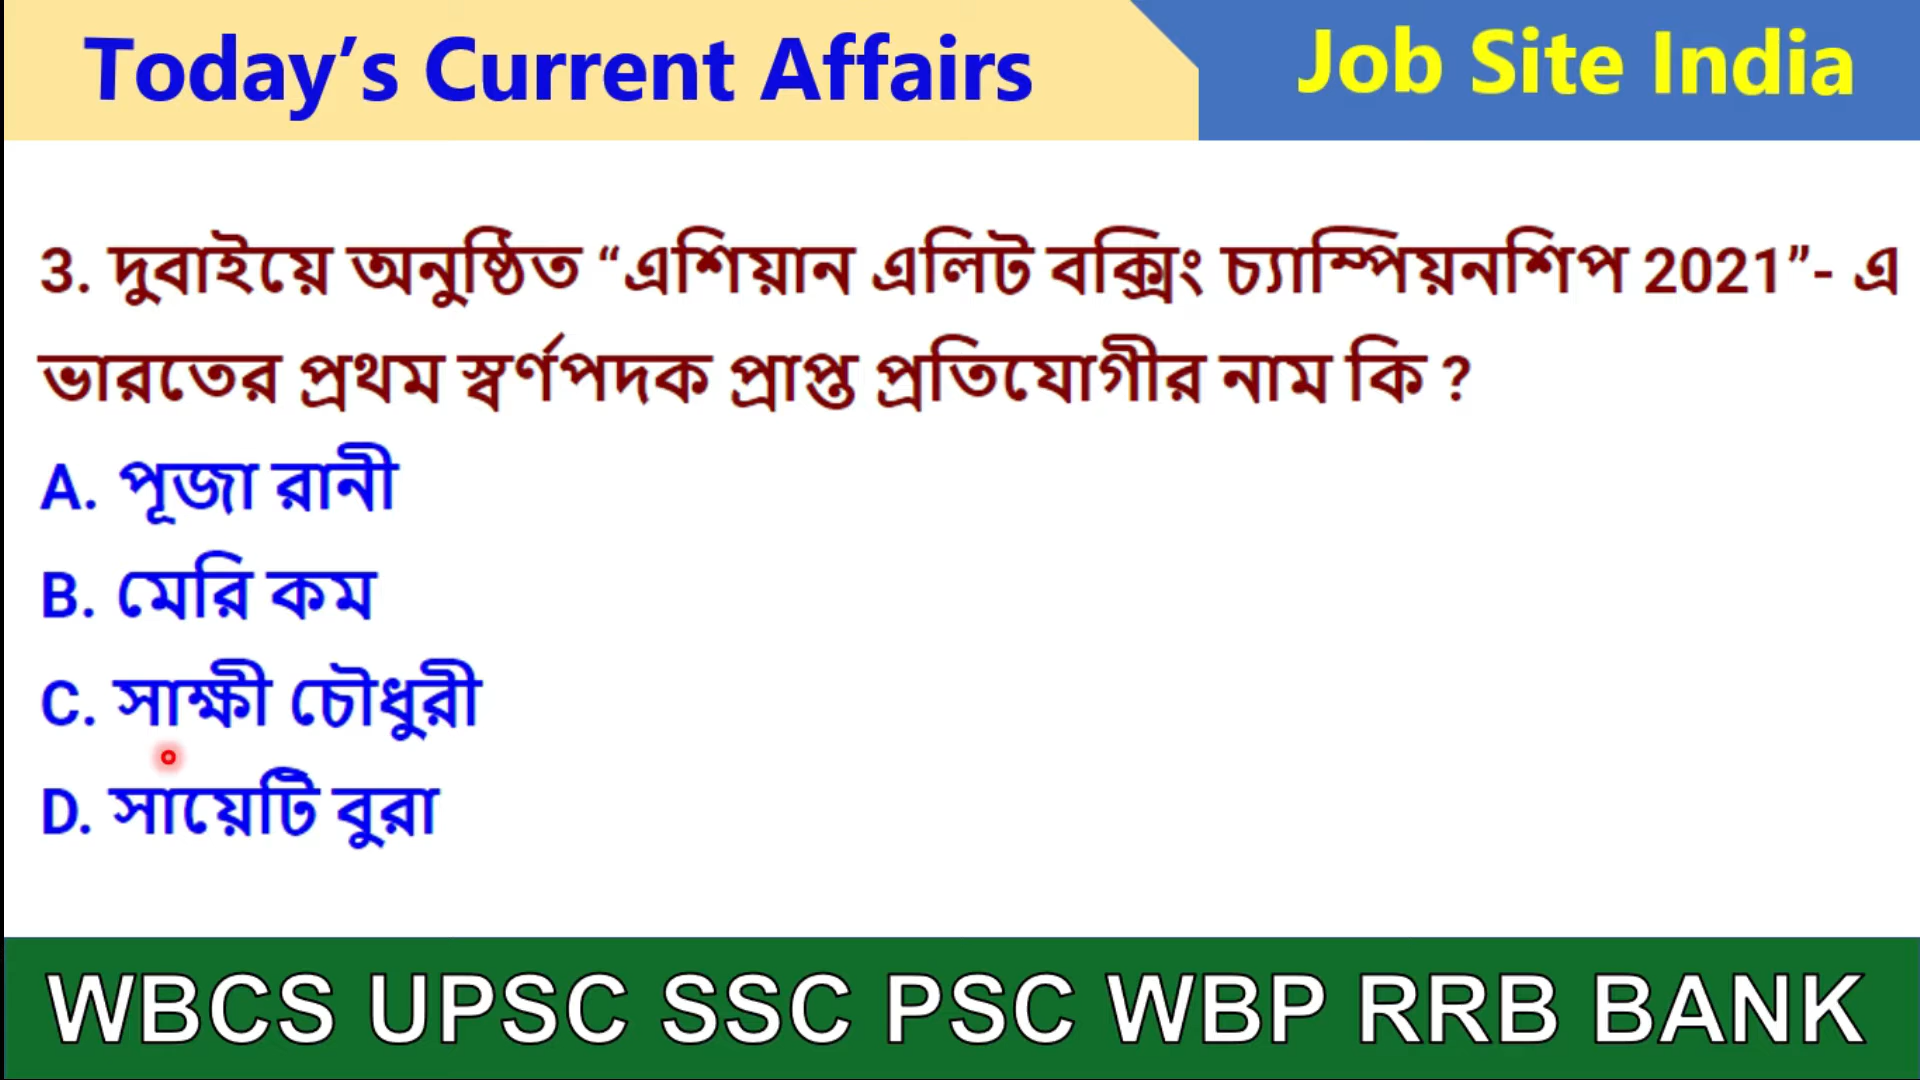 Today’s Current Affairs
Job Site India
3. দুবাইয়ে অনুষ্ঠিত “এশিয়ান এলিট বক্সিং চ্যাম্পিয়নশিপ 2021”- এ
ভারতের প্রথম স্বর্ণপদক প্রাপ্ত প্রতিযোগীর নাম কি ?
A. পূজা রানী
B. মেরি কম
C. সাক্ষী চৌধুরী
D. সায়েটি বুরা
WBCS UPSC SSC PSC WBP RRB BANK